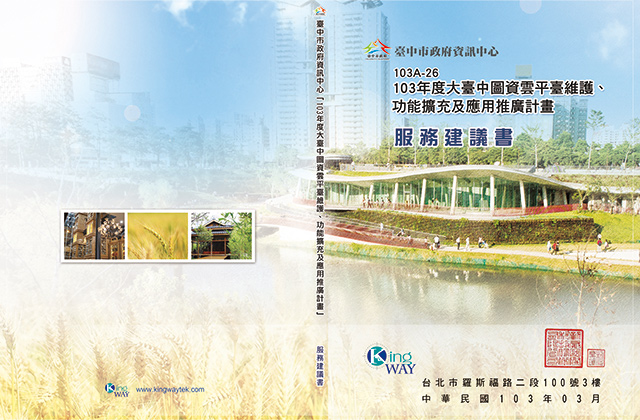 臺中市政府資訊中心
103A-26
103年度大臺中圖資雲平臺維護、
功能擴充及應用推廣計畫
服務建議書
King
WAY
台北市羅斯福路二段100號3樓
中華民國103年03月
臺中市政府資訊中心「103年度大臺中圖資雲平臺維護、功能擴充及應用推廣計畫」
服務建議書
King
WAY
www.kingwaytek.com